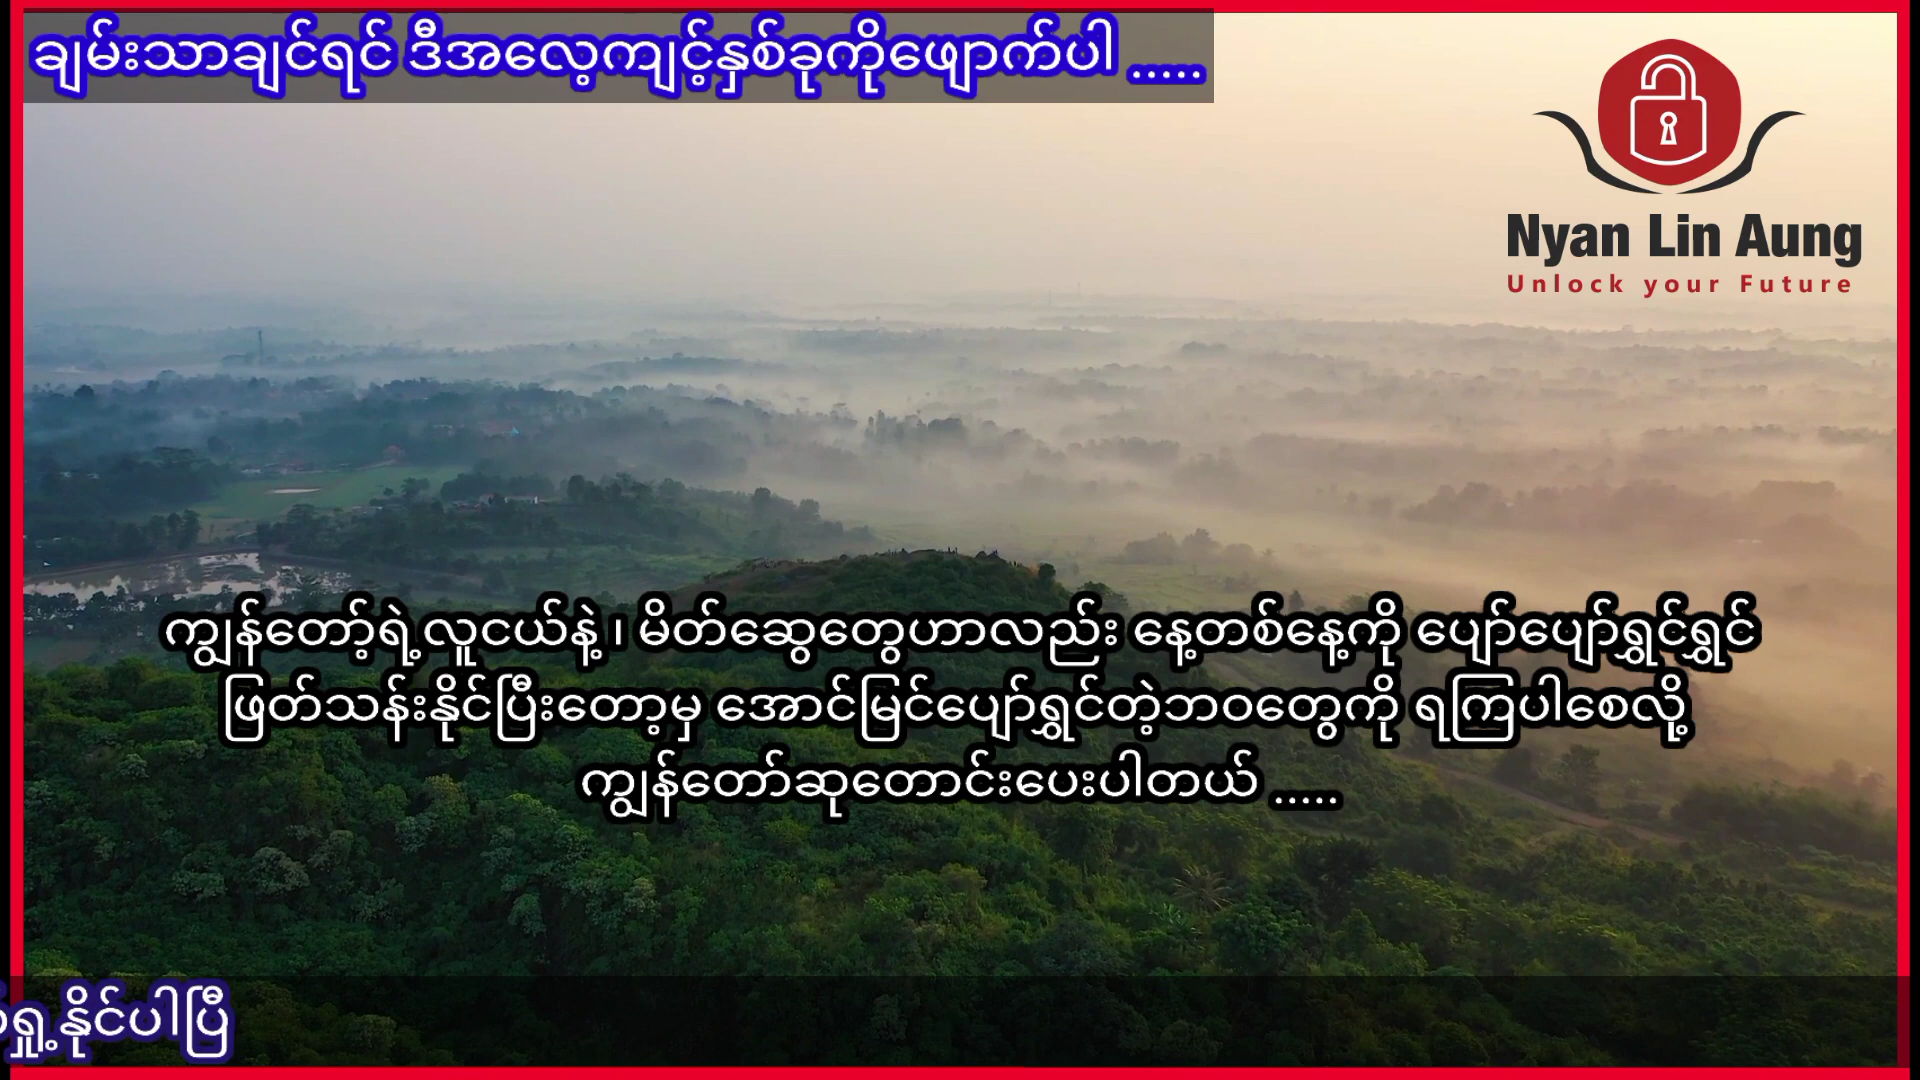 ချမ်းသာချင်ရင် ဒီအလေ့ကျင့်နှစ်ခုကိုဖျောက်ပါ .....
Nyan Lin Aung
Unlock your Future
ကျွန်တော့်ရဲ့လူငယ်နဲ့ ၊ မိတ်ဆွေတွေဟာလည်း နေ့တစ်နေ့ကို ပျော်ပျော်ရွှင်ရွှင်
ဖြတ်သန်းနိုင်ပြီးတော့မှ အောင်မြင်ပျော်ရွှင်တဲ့ဘဝတွေကို ရကြပါစေလို့
ကျွန်တော်ဆုတောင်းပေးပါတယ် .....
ရှု့နိုင်ပါပြီ